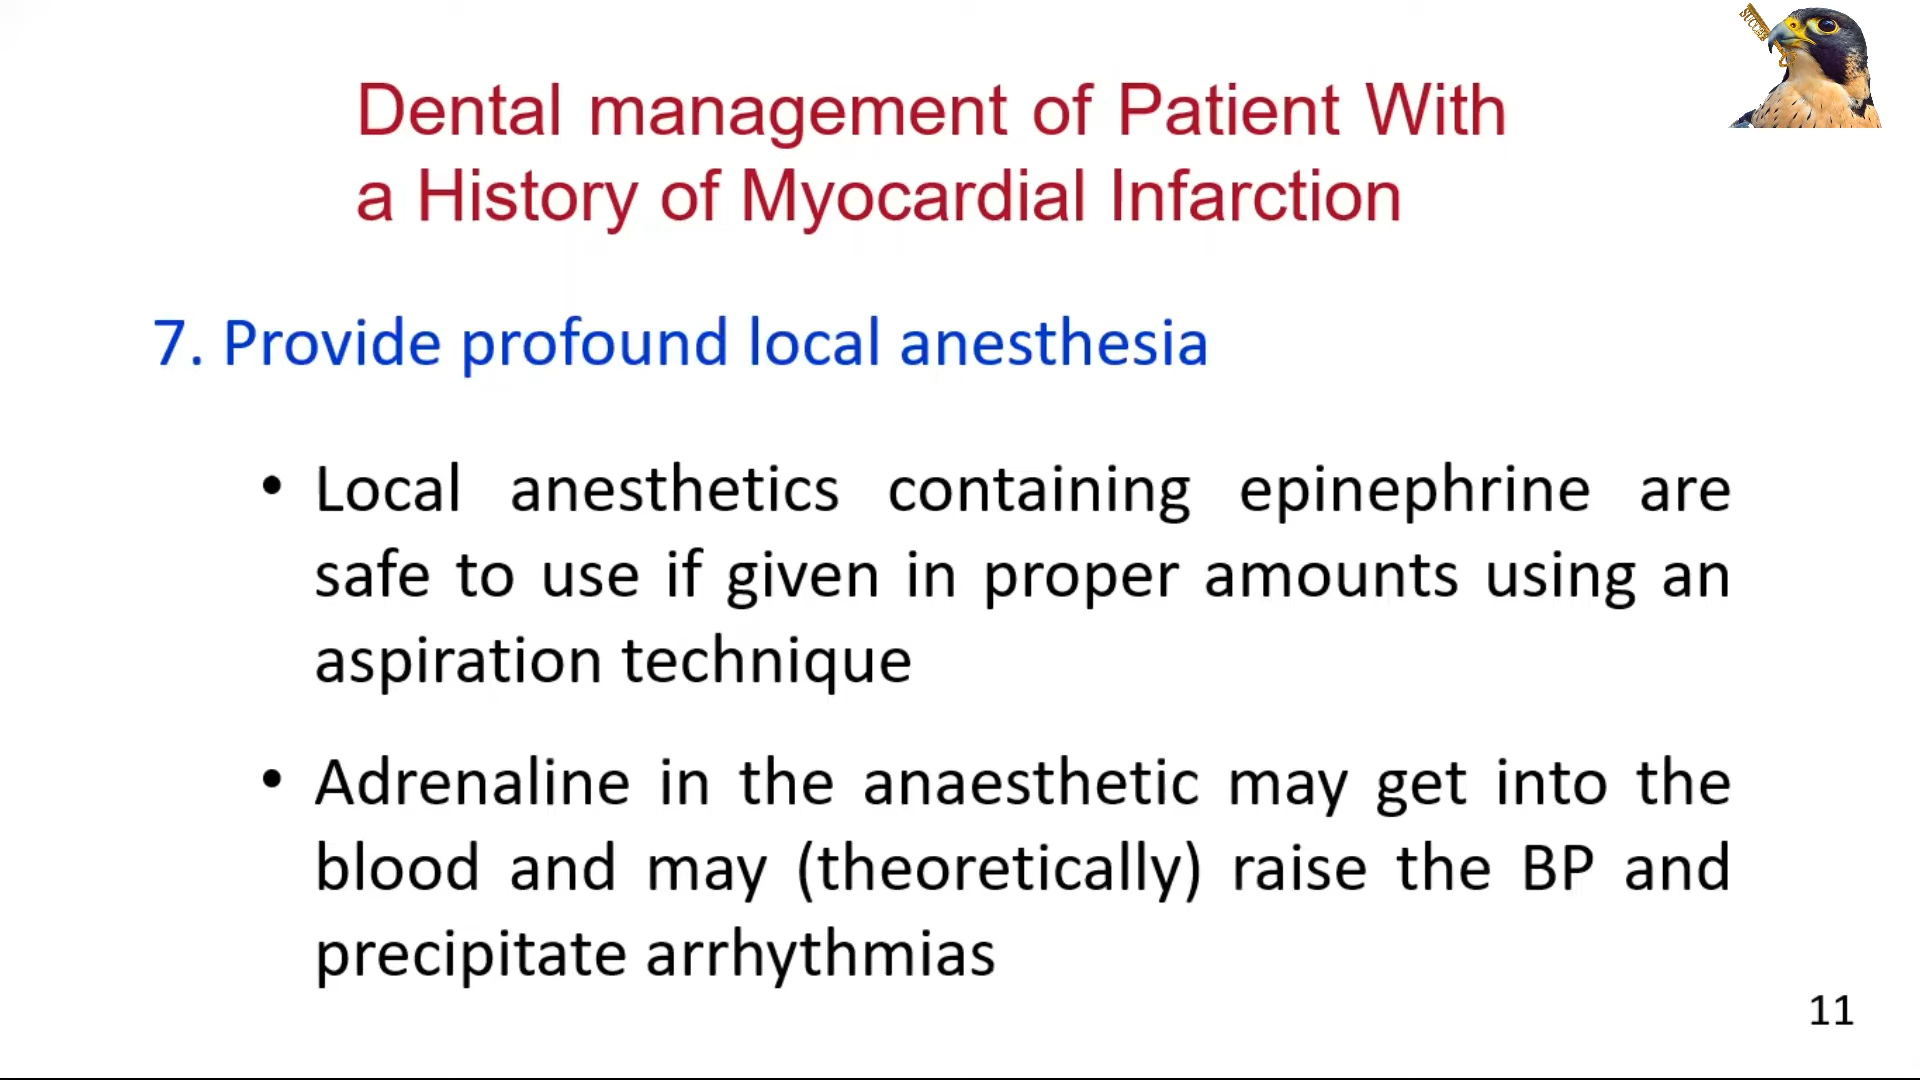 SUCCESS
Dental management of Patient With
a History of Myocardial Infarction
7. Provide profound local anesthesia
• Local anesthetics containing epinephrine are
safe to use if given in proper amounts using an
aspiration technique
• Adrenaline in the anaesthetic may get into the
blood and may (theoretically) raise the BP and
precipitate arrhythmias
11